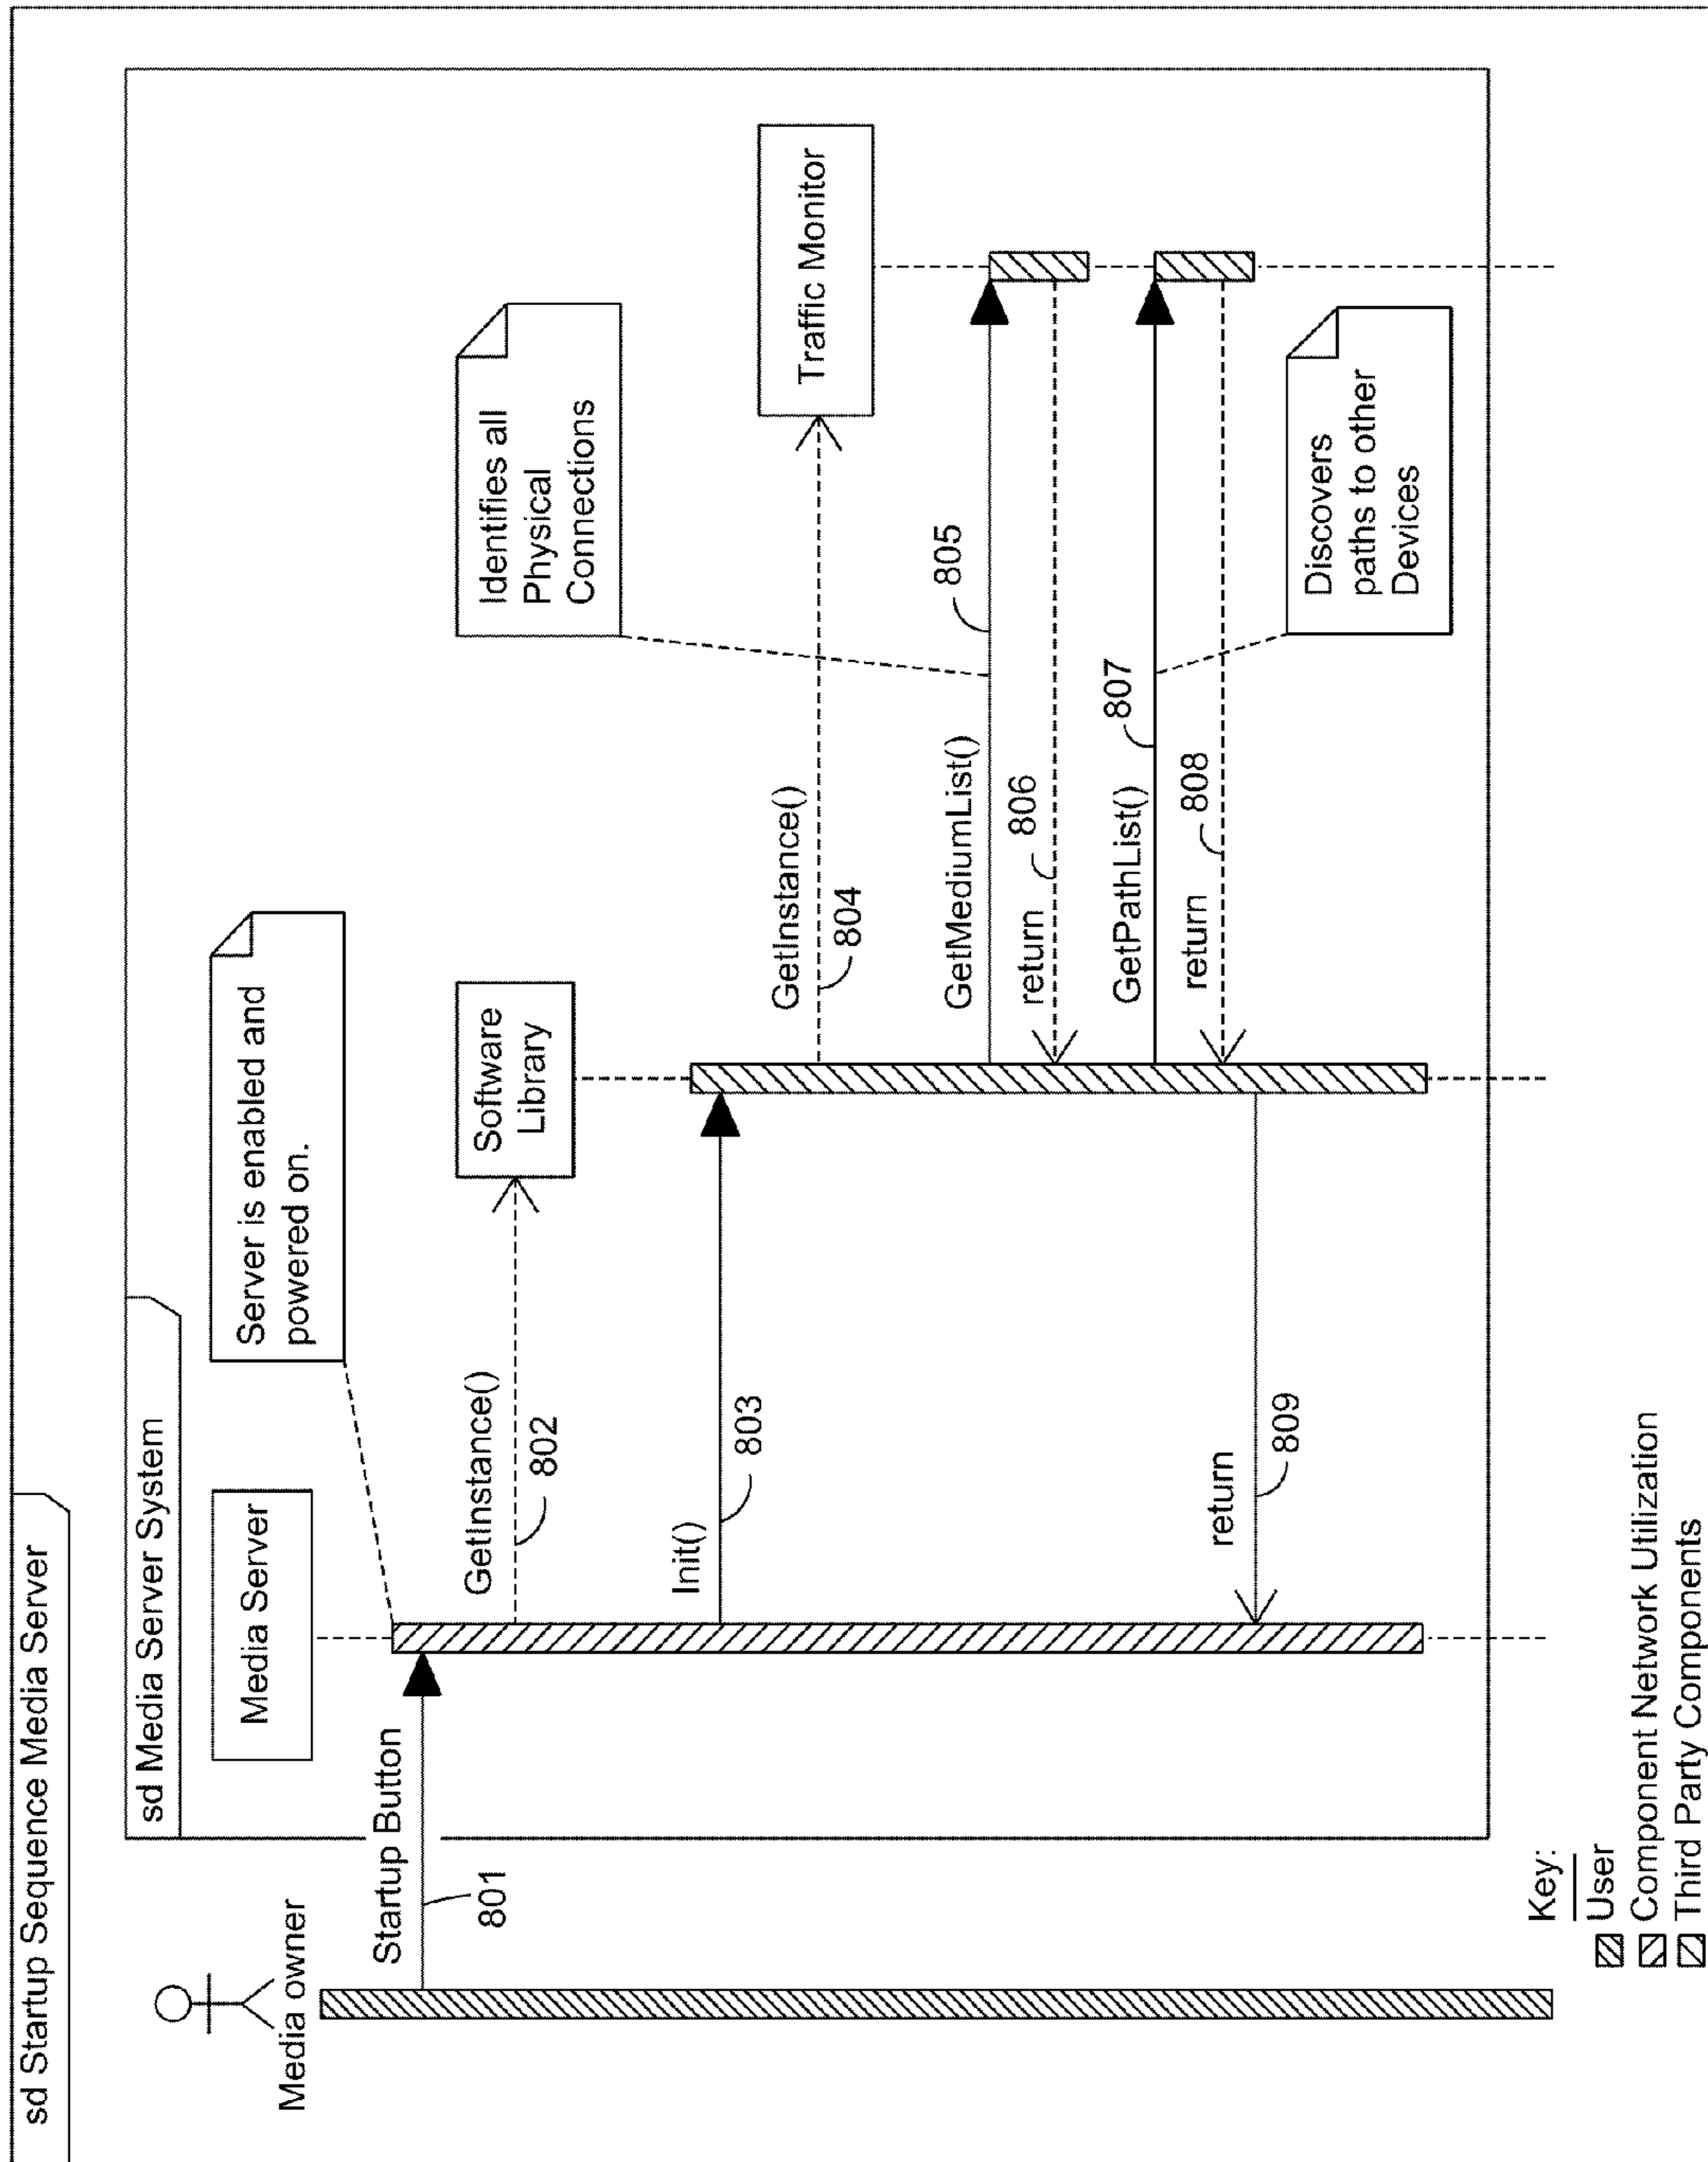 sd Startup Sequence Media Server
sd Media Server System
Media owner
Media Server
Server is enabled and
powered on.
Startup Button
801
GetInstance()
802
Software
Library
Init()
803
GetInstance()
804
Traffic Monitor
Identifies all
Physical
Connections
GetMediumList()
805
return
806
GetPathList()
807
return
808
Discovers
paths to other
Devices
return
809
Key:
User
Component Network Utilization
Third Party Components